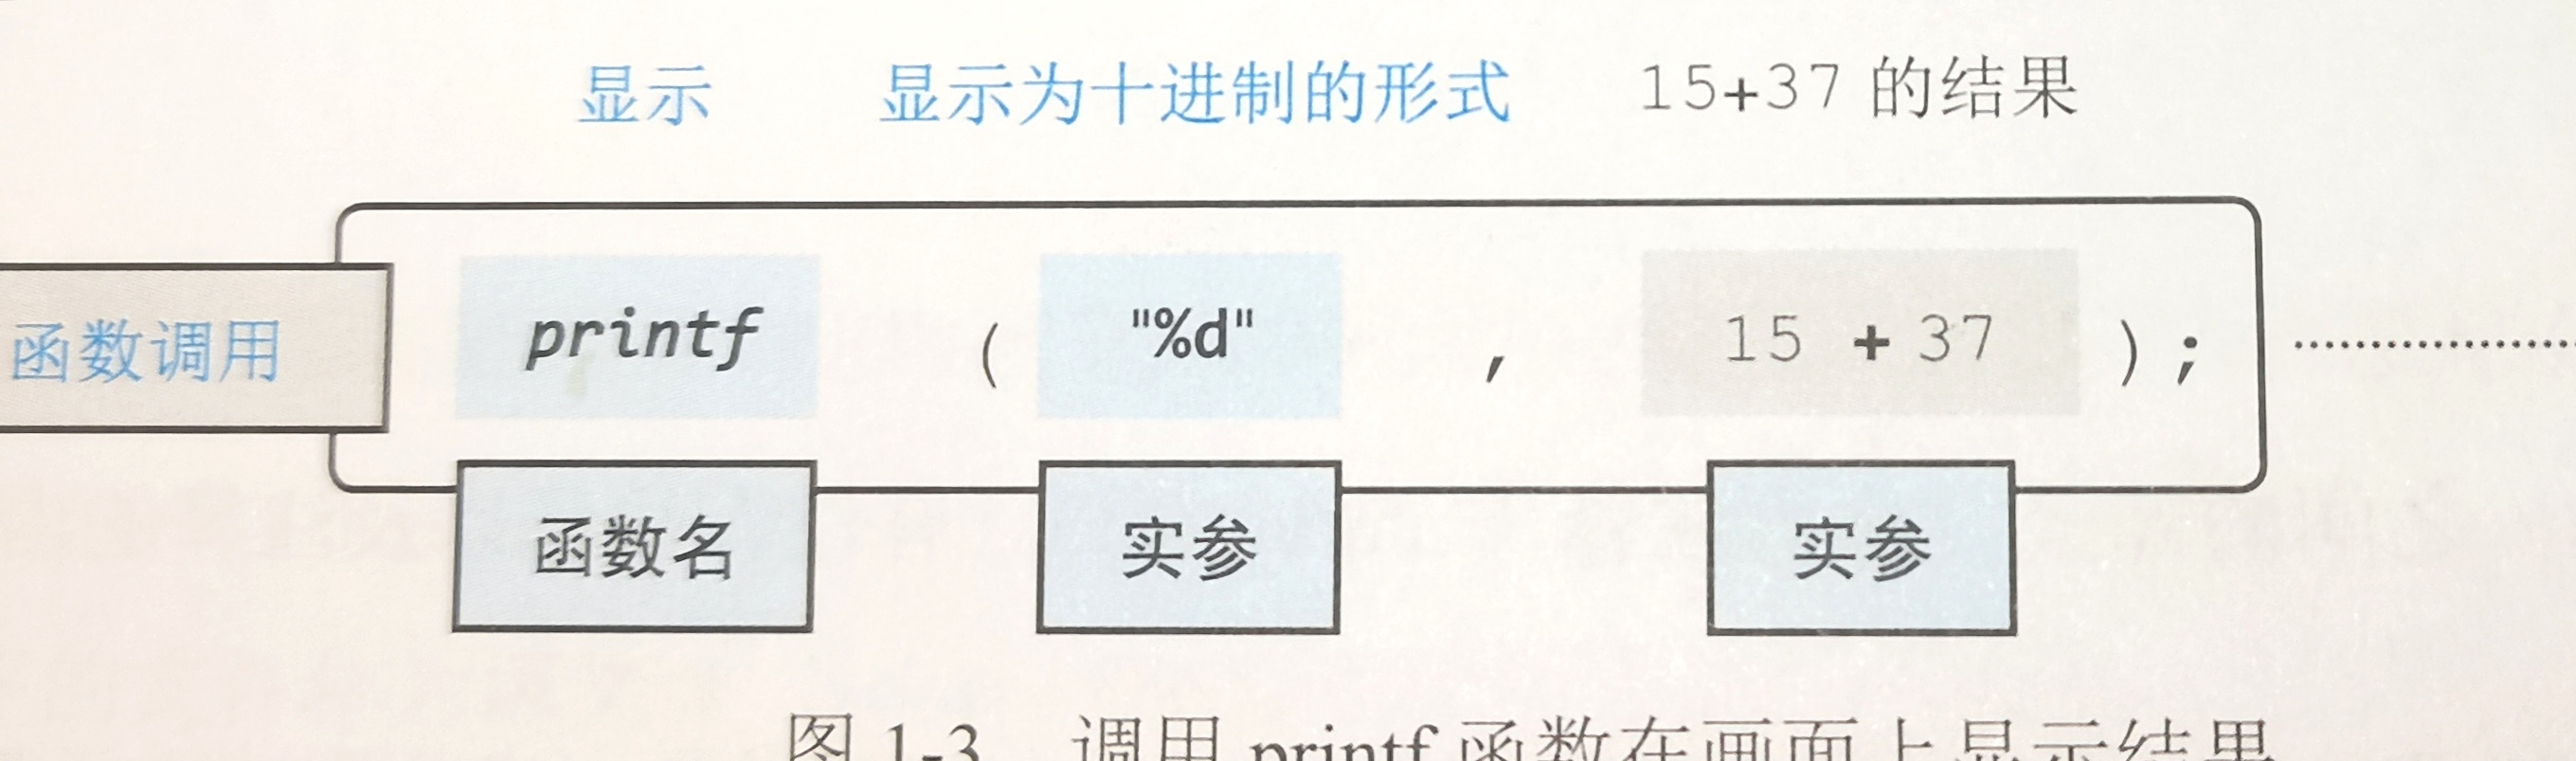 显示 显示为十进制的形式 15+37 的结果
函数调用 printf ( "%d" , 15 + 37 ) ;
函数名 实参 实参
图 1-3 调用 printf 函数在画面上显示结果